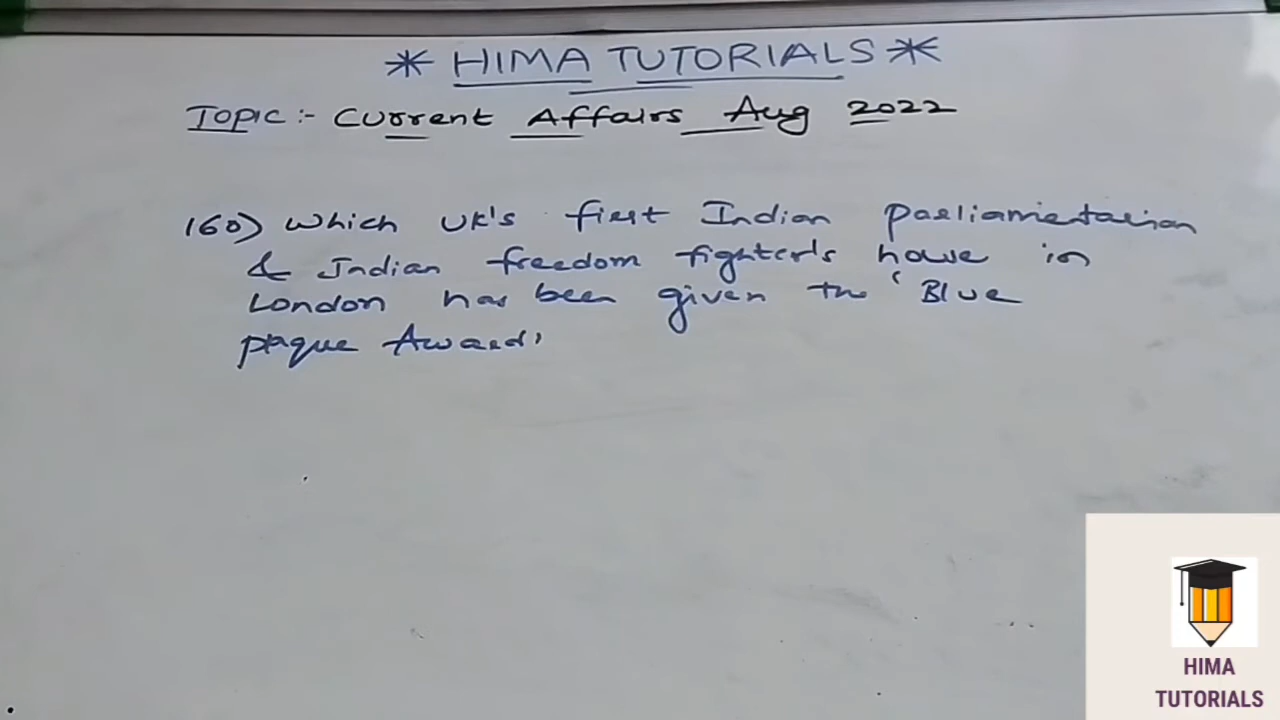 * HIMA TUTORIALS *
Topic :- Current Affairs Aug 2022
160) Which UK's first Indian parliamentarian
& Indian freedom fighter's house in
London has been given the 'Blue
plaque Award'
HIMA
TUTORIALS